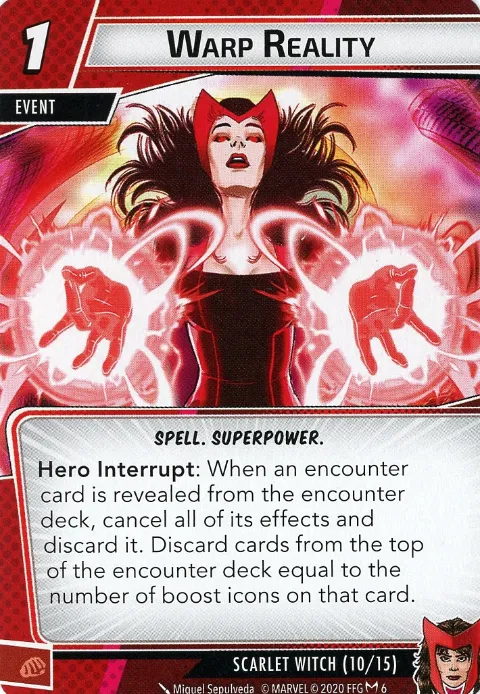 1
WARP REALITY
EVENT
SPELL. SUPERPOWER.
Hero Interrupt: When an encounter
card is revealed from the encounter
deck, cancel all of its effects and
discard it. Discard cards from the top
of the encounter deck equal to the
number of boost icons on that card.
SCARLET WITCH (10/15)
Miguel Sepulveda © MARVEL © 2020 FFG 6